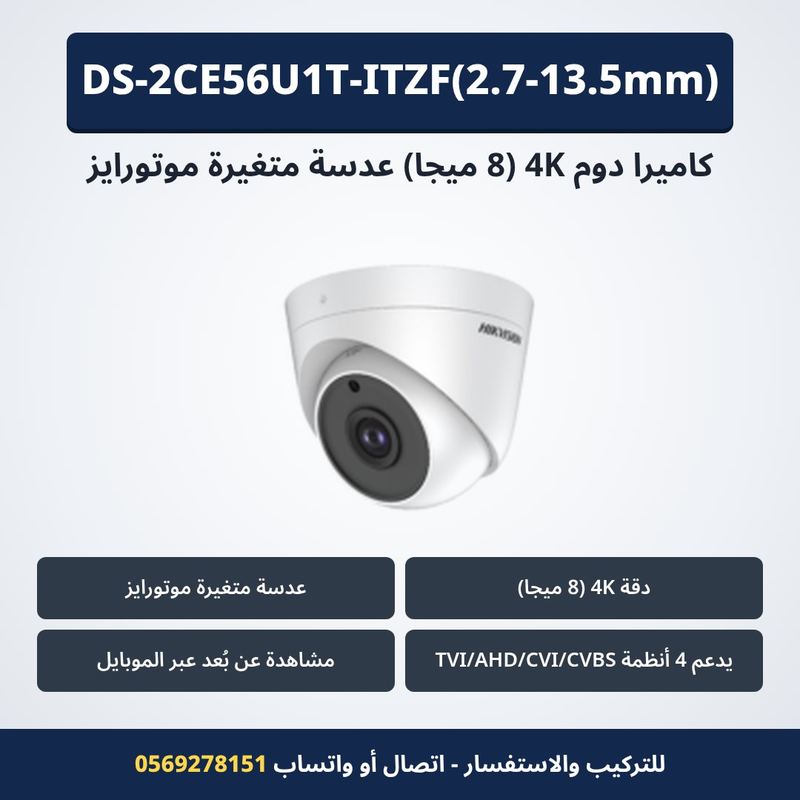 DS-2CE56U1T-ITZF(2.7-13.5mm)
كاميرا دوم 4K (8 ميجا) عدسة متغيرة موتورايز
HIKVISION
دقة 4K (8 ميجا)
عدسة متغيرة موتورايز
يدعم 4 أنظمة TVI/AHD/CVI/CVBS
مشاهدة عن بُعد عبر الموبايل
للتركيب والاستفسار - اتصال أو واتساب 0569278151